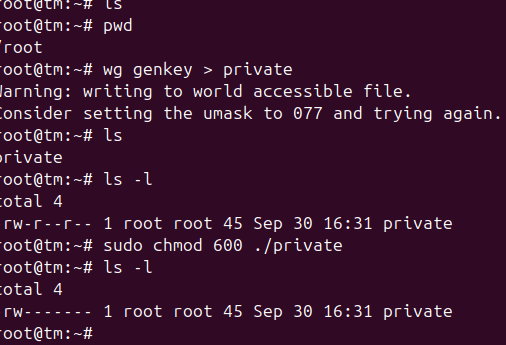 root@tm:~# ls
root@tm:~# pwd
/root
root@tm:~# wg genkey > private
Warning: writing to world accessible file.
Consider setting the umask to 077 and trying again.
root@tm:~# ls
private
root@tm:~# ls -l
total 4
-rw-r--r-- 1 root root 45 Sep 30 16:31 private
root@tm:~# sudo chmod 600 ./private
root@tm:~# ls -l
total 4
-rw------- 1 root root 45 Sep 30 16:31 private
root@tm:~#